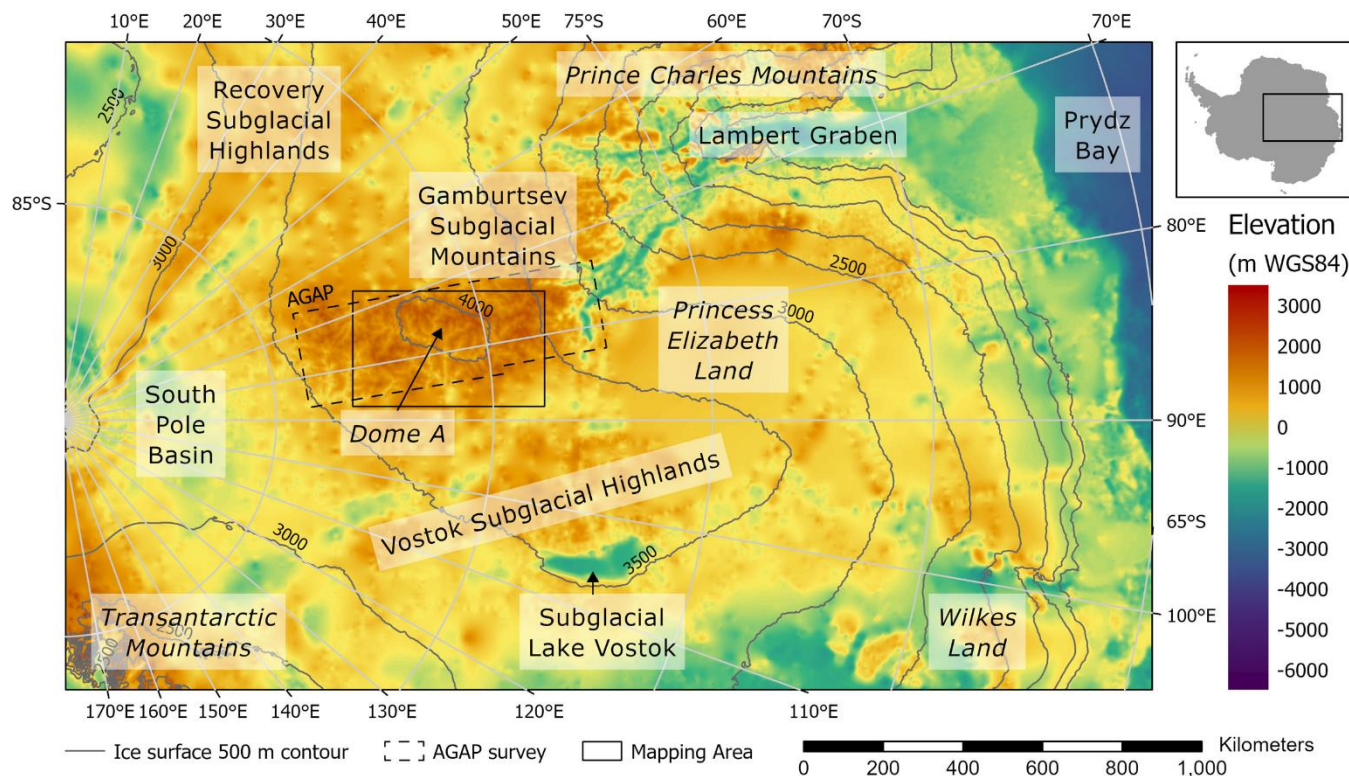 10°E 20°E 30°E 40°E 50°E 75°S 60°E 70°S 70°E
2500
Recovery
Subglacial
Highlands
Prince Charles Mountains
Lambert Graben
Prydz
Bay
85°S
3000
Gamburtsev
Subglacial
Mountains
80°E
2500
AGAP
4000
3000
Princess
Elizabeth
Land
South
Pole
Basin
Dome A
90°E
Vostok Subglacial Highlands
3000
3500
65°S
Transantarctic
Mountains
2500
2500
Subglacial
Lake Vostok
Wilkes
Land
100°E
170°E 160°E 150°E 140°E 130°E 120°E 110°E
Elevation
(m WGS84)
3000
2000
1000
0
-1000
-2000
-3000
-4000
-5000
-6000
Ice surface 500 m contour
AGAP survey
Mapping Area
Kilometers
0 200 400 600 800 1,000